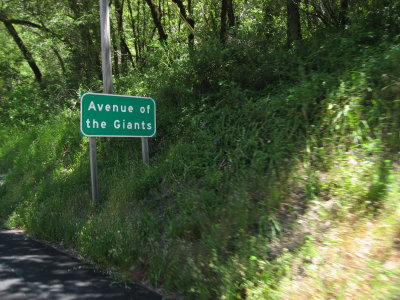 Avenue of
the Giants